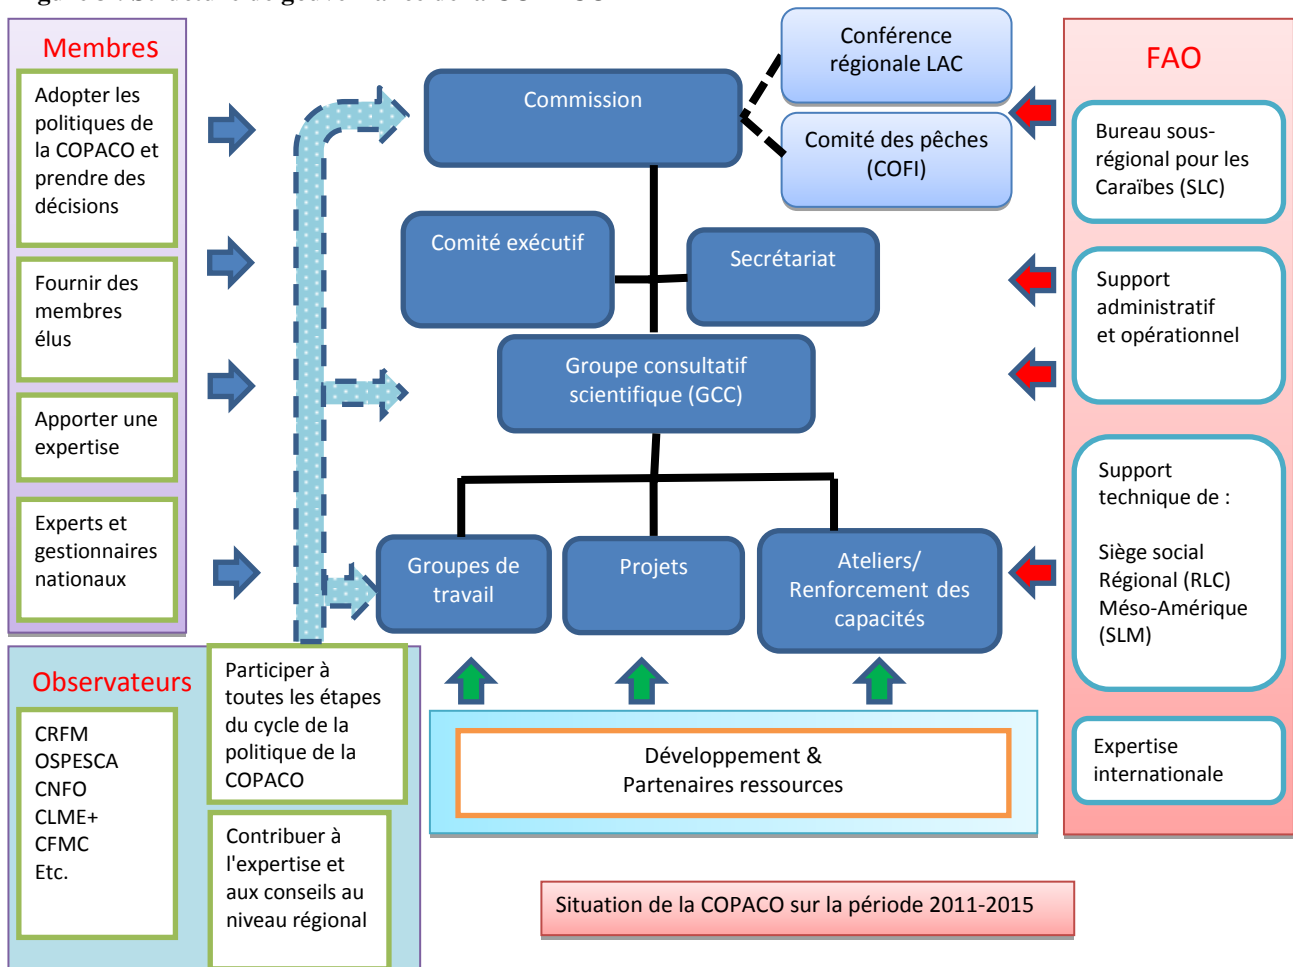 Membres
Adopter les
politiques de
la COPACO et
prendre des
décisions
Fournir des
membres
élus
Apporter une
expertise
Experts et
gestionnaires
nationaux
Commission
Conférence
régionale LAC
Comité des pêches
(COFI)
Comité exécutif
Secrétariat
Groupe consultatif
scientifique (GCC)
Groupes de
travail
Projets
Ateliers/
Renforcement des
capacités
FAO
Bureau sous-
régional pour les
Caraïbes (SLC)
Support
administratif
et opérationnel
Support
technique de :
Siège social
Régional (RLC)
Méso-Amérique
(SLM)
Expertise
internationale
Observateurs
CRFM
OSPESCA
CNFO
CLME+
CFMC
Etc.
Participer à
toutes les étapes
du cycle de la
politique de la
COPACO
Contribuer à
l'expertise et
aux conseils au
niveau régional
Développement &
Partenaires ressources
Situation de la COPACO sur la période 2011-2015